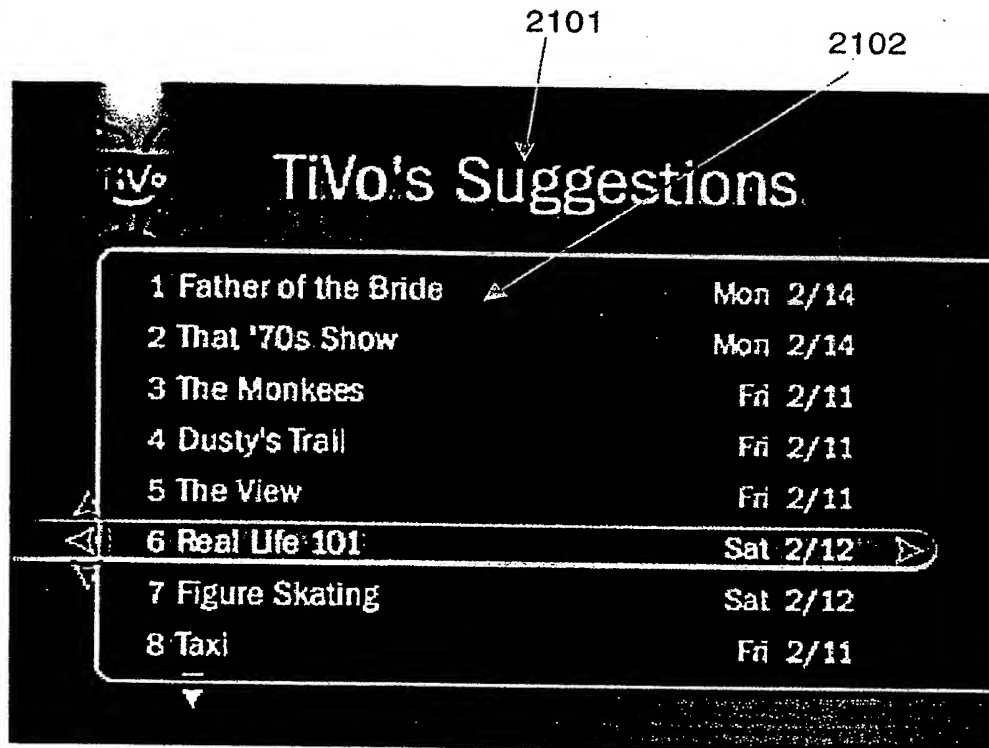 2101
2102
TiVo
TiVo's Suggestions
1 Father of the Bride Mon 2/14
2 That '70s Show Mon 2/14
3 The Monkees Fri 2/11
4 Dusty's Trail Fri 2/11
5 The View Fri 2/11
6 Real Life 101 Sat 2/12
7 Figure Skating Sat 2/12
8 Taxi Fri 2/11